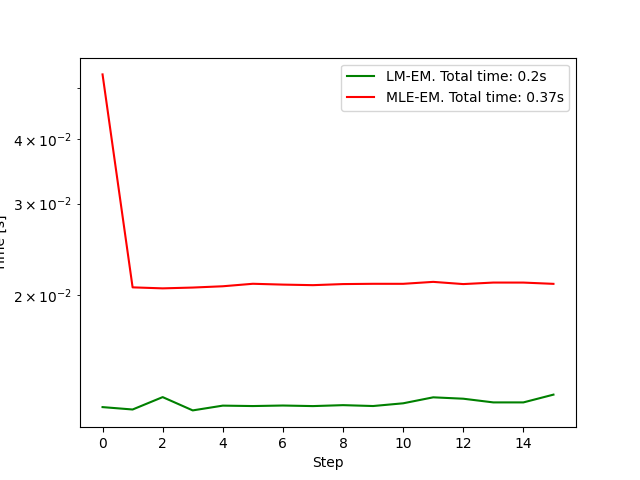 LM-EM. Total time: 0.2s
MLE-EM. Total time: 0.37s
4 × 10⁻²
3 × 10⁻²
2 × 10⁻²
[s]
0 2 4 6 8 10 12 14
Step